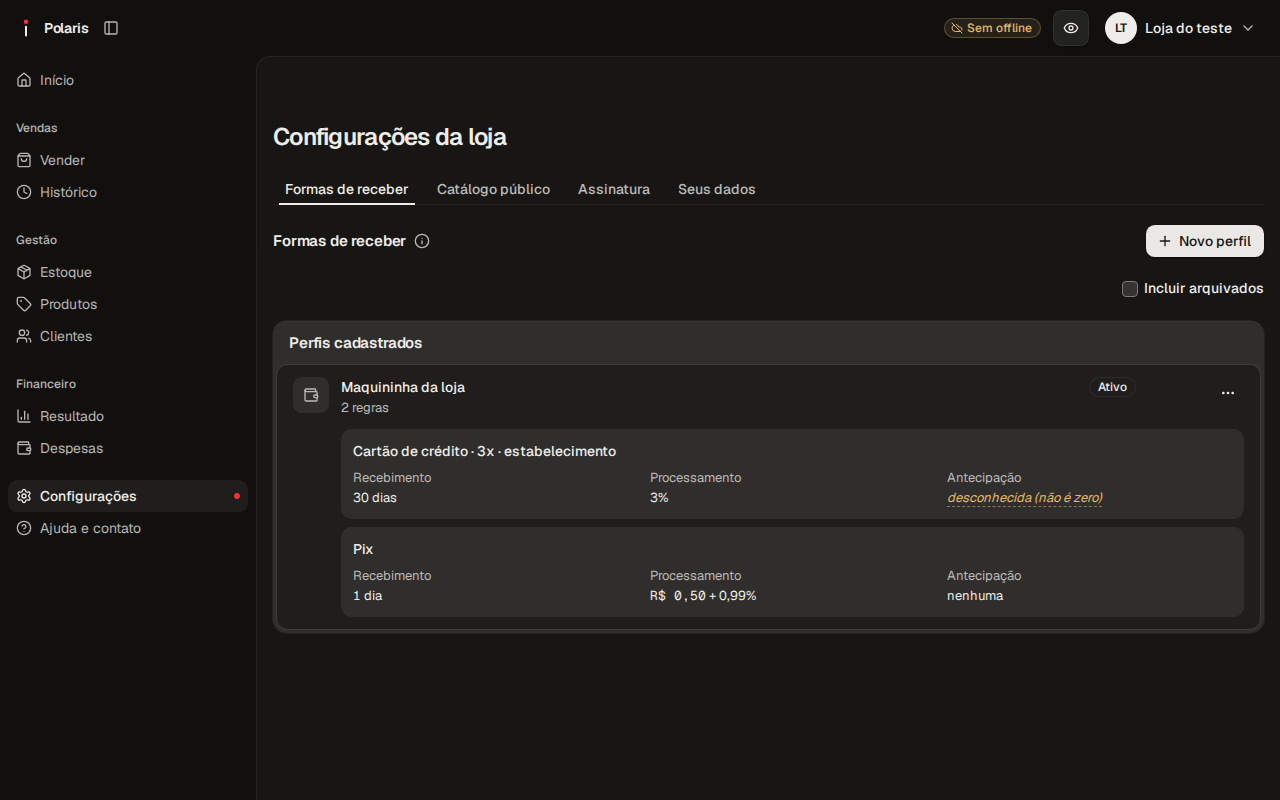 Polaris
Sem offline
LT
Loja do teste
Início
Vendas
Vender
Histórico
Gestão
Estoque
Produtos
Clientes
Financeiro
Resultado
Despesas
Configurações
Ajuda e contato
Configurações da loja
Formas de receber
Catálogo público
Assinatura
Seus dados
Formas de receber
Novo perfil
Incluir arquivados
Perfis cadastrados
Maquininha da loja
Ativo
2 regras
Cartão de crédito · 3x · estabelecimento
Recebimento
Processamento
Antecipação
30 dias
3%
desconhecida (não é zero)
Pix
Recebimento
Processamento
Antecipação
1 dia
R$ 0,50 + 0,99%
nenhuma